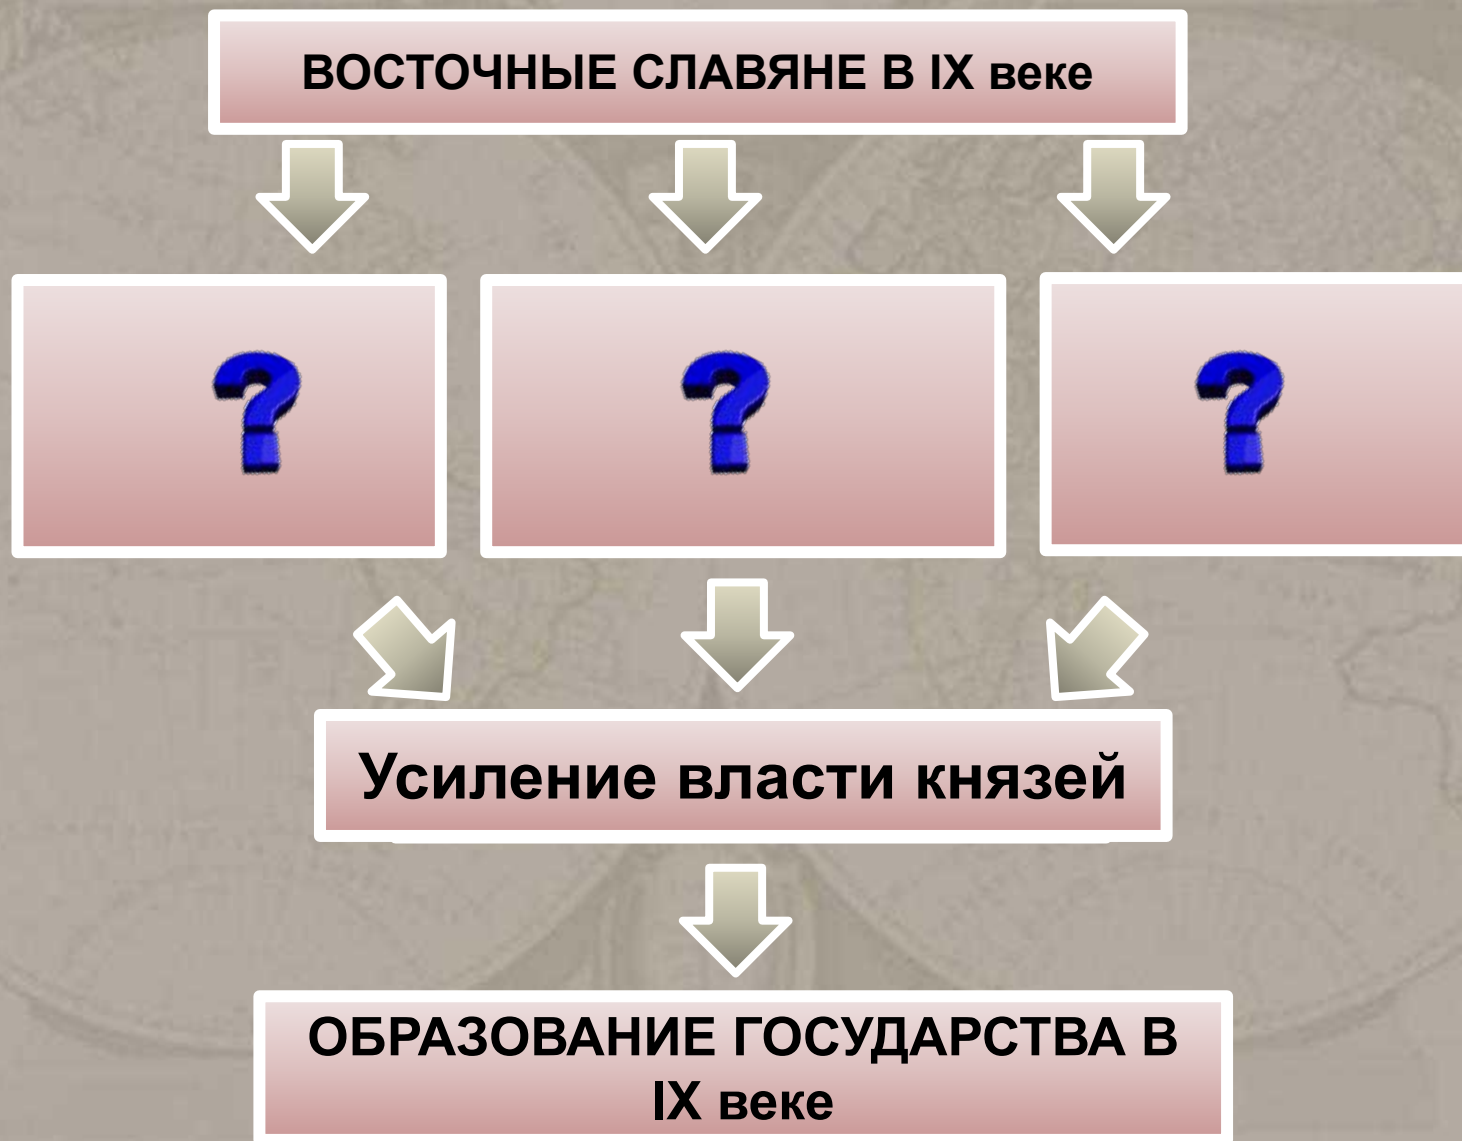 ВОСТОЧНЫЕ СЛАВЯНЕ В IX веке
? ? ?
Усиление власти князей
ОБРАЗОВАНИЕ ГОСУДАРСТВА В
IX веке